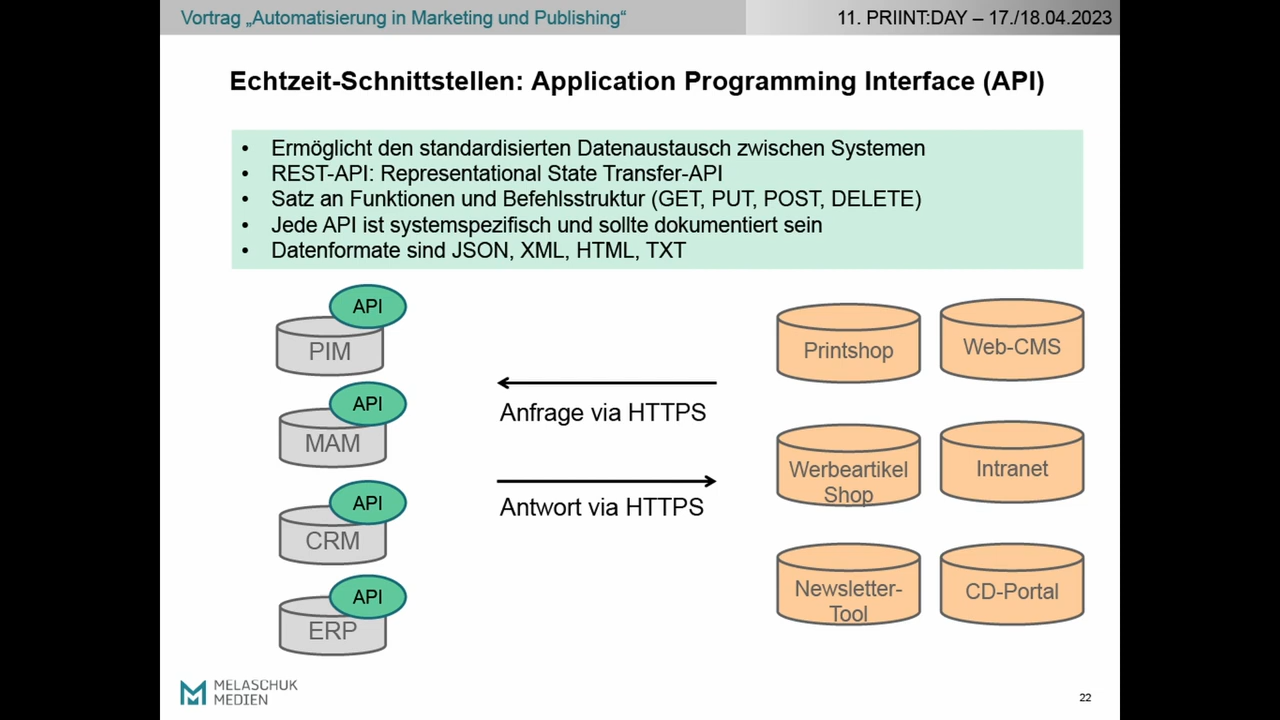 Vortrag „Automatisierung in Marketing und Publishing“
11. PRIINT:DAY – 17./18.04.2023
Echtzeit-Schnittstellen: Application Programming Interface (API)
• Ermöglicht den standardisierten Datenaustausch zwischen Systemen
• REST-API: Representational State Transfer-API
• Satz an Funktionen und Befehlsstruktur (GET, PUT, POST, DELETE)
• Jede API ist systemspezifisch und sollte dokumentiert sein
• Datenformate sind JSON, XML, HTML, TXT
API
PIM
API
MAM
API
CRM
API
ERP
Anfrage via HTTPS
Antwort via HTTPS
Printshop
Web-CMS
Werbeartikel
Shop
Intranet
Newsletter-
Tool
CD-Portal
MELASCHUK
MEDIEN
22